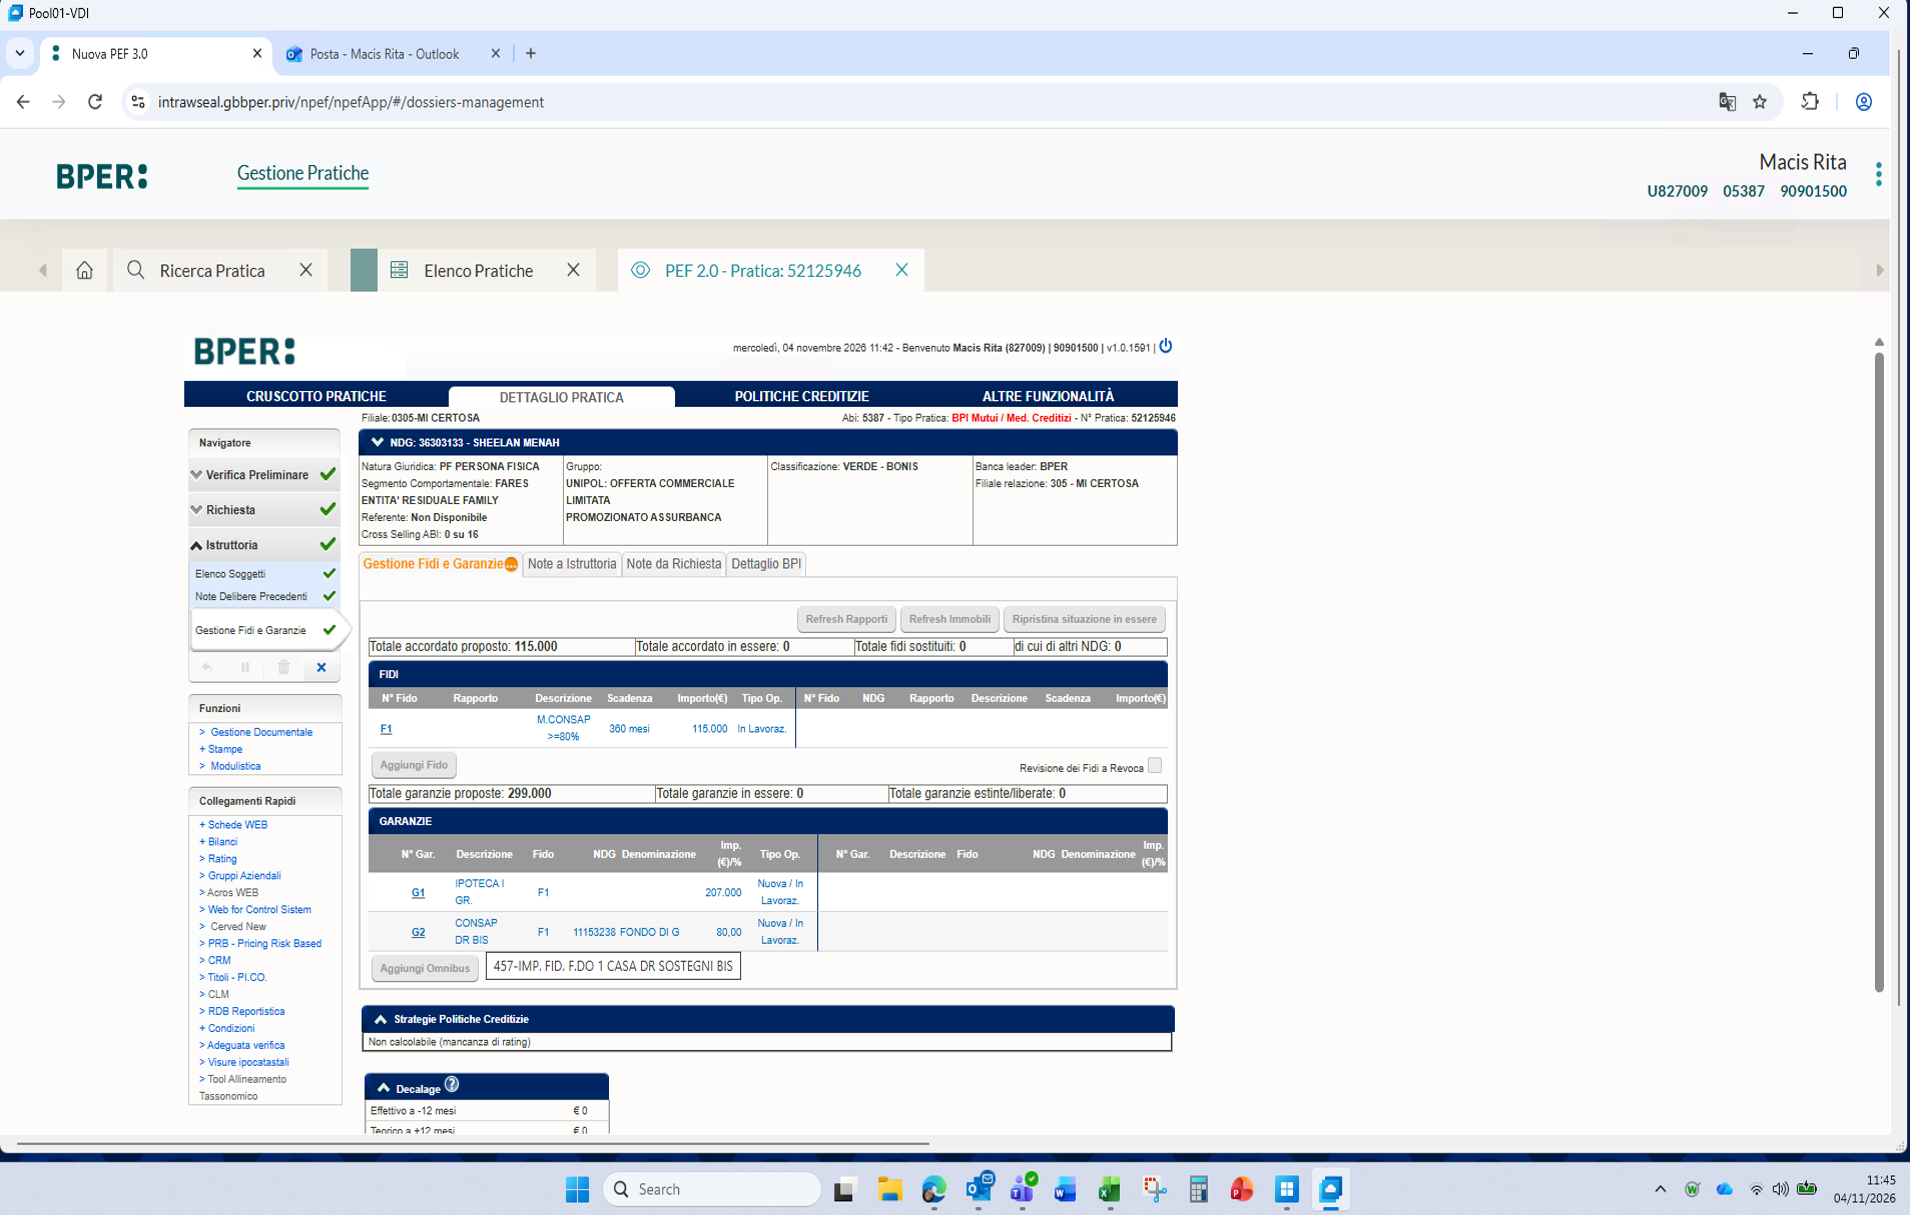 Pool01-VDI
Nuova PEF 3.0
Posta - Macis Rita - Outlook
intrawseal.gbbper.priv/npef/npefApp/#/dossiers-management
BPER:
Gestione Pratiche
Macis Rita
U827009 05387 90901500
Ricerca Pratica
Elenco Pratiche
PEF 2.0 - Pratica: 52125946
BPER:
mercoledì, 04 novembre 2026 11:42 - Benvenuto Macis Rita (827009) | 90901500 | v1.0.1591 |
CRUSCOTTO PRATICHE
DETTAGLIO PRATICA
POLITICHE CREDITIZIE
ALTRE FUNZIONALITÀ
Filiale: 0305-MI CERTOSA
Abi: 5387 - Tipo Pratica: BPI Mutui / Med. Creditizi - N° Pratica: 52125946
Navigatore
Verifica Preliminare
Richiesta
Istruttoria
Elenco Soggetti
Note Delibere Precedenti
Gestione Fidi e Garanzie
Funzioni
> Gestione Documentale
+ Stampe
> Modulistica
Collegamenti Rapidi
+ Schede WEB
+ Bilanci
> Rating
> Gruppi Aziendali
> Acros WEB
> Web for Control Sistem
> Cerved New
> PRB - Pricing Risk Based
> CRM
> Titoli - PI.CO.
> CLM
> RDB Reportistica
+ Condizioni
> Adeguata verifica
> Visure ipocatastali
> Tool Allineamento
Tassonomico
NDG: 36303133 - SHEELAN MENAH
Natura Giuridica: PF PERSONA FISICA
Segmento Comportamentale: FARES
ENTITA' RESIDUALE FAMILY
Referente: Non Disponibile
Cross Selling ABI: 0 su 16
Gruppo:
UNIPOL: OFFERTA COMMERCIALE
LIMITATA
PROMOZIONATO ASSURBANCA
Classificazione: VERDE - BONIS
Banca leader: BPER
Filiale relazione: 305 - MI CERTOSA
Gestione Fidi e Garanzie
Note a Istruttoria
Note da Richiesta
Dettaglio BPI
Refresh Rapporti
Refresh Immobili
Ripristina situazione in essere
Totale accordato proposto: 115.000
Totale accordato in essere: 0
Totale fidi sostituiti: 0
di cui di altri NDG: 0
FIDI
N° Fido Rapporto Descrizione Scadenza Importo(€) Tipo Op. N° Fido NDG Rapporto Descrizione Scadenza Importo(€)
F1 M.CONSAP >=80% 360 mesi 115.000 In Lavoraz.
Aggiungi Fido
Revisione dei Fidi a Revoca
Totale garanzie proposte: 299.000
Totale garanzie in essere: 0
Totale garanzie estinte/liberate: 0
GARANZIE
N° Gar. Descrizione Fido NDG Denominazione Imp. (€)/% Tipo Op. N° Gar. Descrizione Fido NDG Denominazione Imp. (€)/%
G1 IPOTECA I GR. F1 207.000 Nuova / In Lavoraz.
G2 CONSAP DR BIS F1 11153238 FONDO DI G 80,00 Nuova / In Lavoraz.
Aggiungi Omnibus
457-IMP. FID. F.DO 1 CASA DR SOSTEGNI BIS
Strategie Politiche Creditizie
Non calcolabile (mancanza di rating)
Decalage
Effettivo a -12 mesi € 0
Teorico a +12 mesi € 0
Search
11:45
04/11/2026